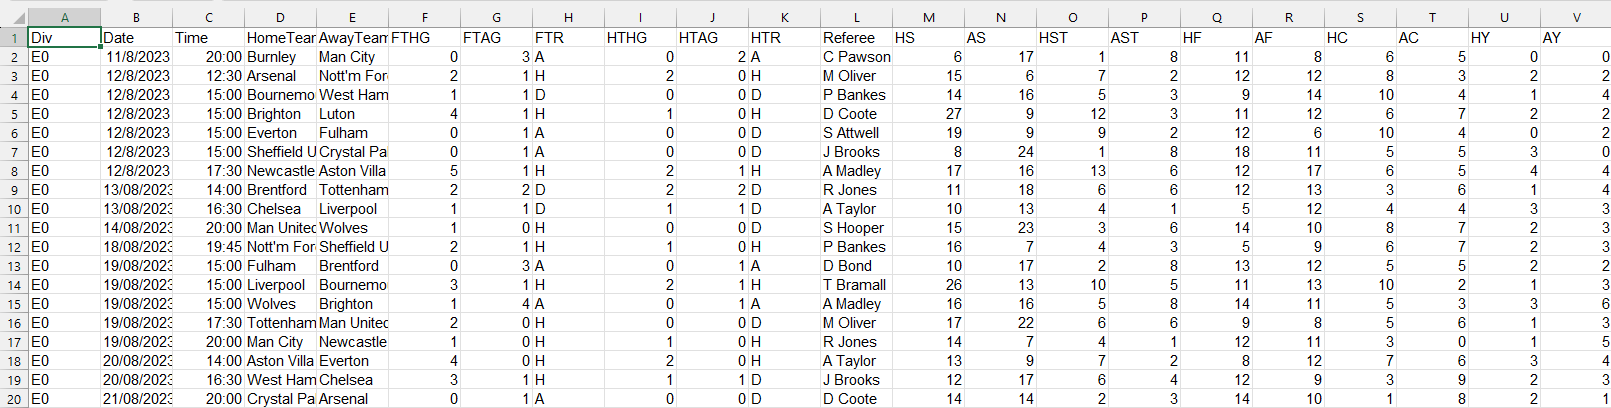 A B C D E F G H I J K L M N O P Q R S T U V
1 Div Date Time HomeTear AwayTeam FTHG FTAG FTR HTHG HTAG HTR Referee HS AS HST AST HF AF HC AC HY AY
2 E0 11/8/2023 20:00 Burnley Man City 0 3 A 0 2 A C Pawson 6 17 1 8 11 8 6 5 0 0
3 E0 12/8/2023 12:30 Arsenal Nott'm For 2 1 H 2 0 H M Oliver 15 6 7 2 12 12 8 3 2 2
4 E0 12/8/2023 15:00 Bournemo West Ham 1 1 D 0 0 D P Bankes 14 16 5 3 9 14 10 4 1 4
5 E0 12/8/2023 15:00 Brighton Luton 4 1 H 1 0 H D Coote 27 9 12 3 11 12 6 7 2 2
6 E0 12/8/2023 15:00 Everton Fulham 0 1 A 0 0 D S Attwell 19 9 9 2 12 6 10 4 0 2
7 E0 12/8/2023 15:00 Sheffield U Crystal Pa 0 1 A 0 0 D J Brooks 8 24 1 8 18 11 5 5 3 0
8 E0 12/8/2023 17:30 Newcastle Aston Villa 5 1 H 2 1 H A Madley 17 16 13 6 12 17 6 5 4 4
9 E0 13/08/2023 14:00 Brentford Tottenham 2 2 D 2 2 D R Jones 11 18 6 6 12 13 3 6 1 4
10 E0 13/08/2023 16:30 Chelsea Liverpool 1 1 D 1 1 D A Taylor 10 13 4 1 5 12 4 4 3 3
11 E0 14/08/2023 20:00 Man Unitec Wolves 1 0 H 0 0 D S Hooper 15 23 3 6 14 10 8 7 2 3
12 E0 18/08/2023 19:45 Nott'm For Sheffield U 2 1 H 1 0 H P Bankes 16 7 4 3 5 9 6 7 2 3
13 E0 19/08/2023 15:00 Fulham Brentford 0 3 A 0 1 A D Bond 10 17 2 8 13 12 5 5 2 2
14 E0 19/08/2023 15:00 Liverpool Bournemo 3 1 H 2 1 H T Bramall 26 13 10 5 11 13 10 2 1 3
15 E0 19/08/2023 15:00 Wolves Brighton 1 4 A 0 1 A A Madley 16 16 5 8 14 11 5 3 3 6
16 E0 19/08/2023 17:30 Tottenham Man Unitec 2 0 H 0 0 D M Oliver 17 22 6 6 9 8 5 6 1 3
17 E0 19/08/2023 20:00 Man City Newcastle 1 0 H 1 0 H R Jones 14 7 4 1 12 11 3 0 1 5
18 E0 20/08/2023 14:00 Aston Villa Everton 4 0 H 2 0 H A Taylor 13 9 7 2 8 12 7 6 3 4
19 E0 20/08/2023 16:30 West Ham Chelsea 3 1 H 1 1 D J Brooks 12 17 6 4 12 9 3 9 2 3
20 E0 21/08/2023 20:00 Crystal Pa Arsenal 0 1 A 0 0 D D Coote 14 14 2 3 14 10 1 8 2 1